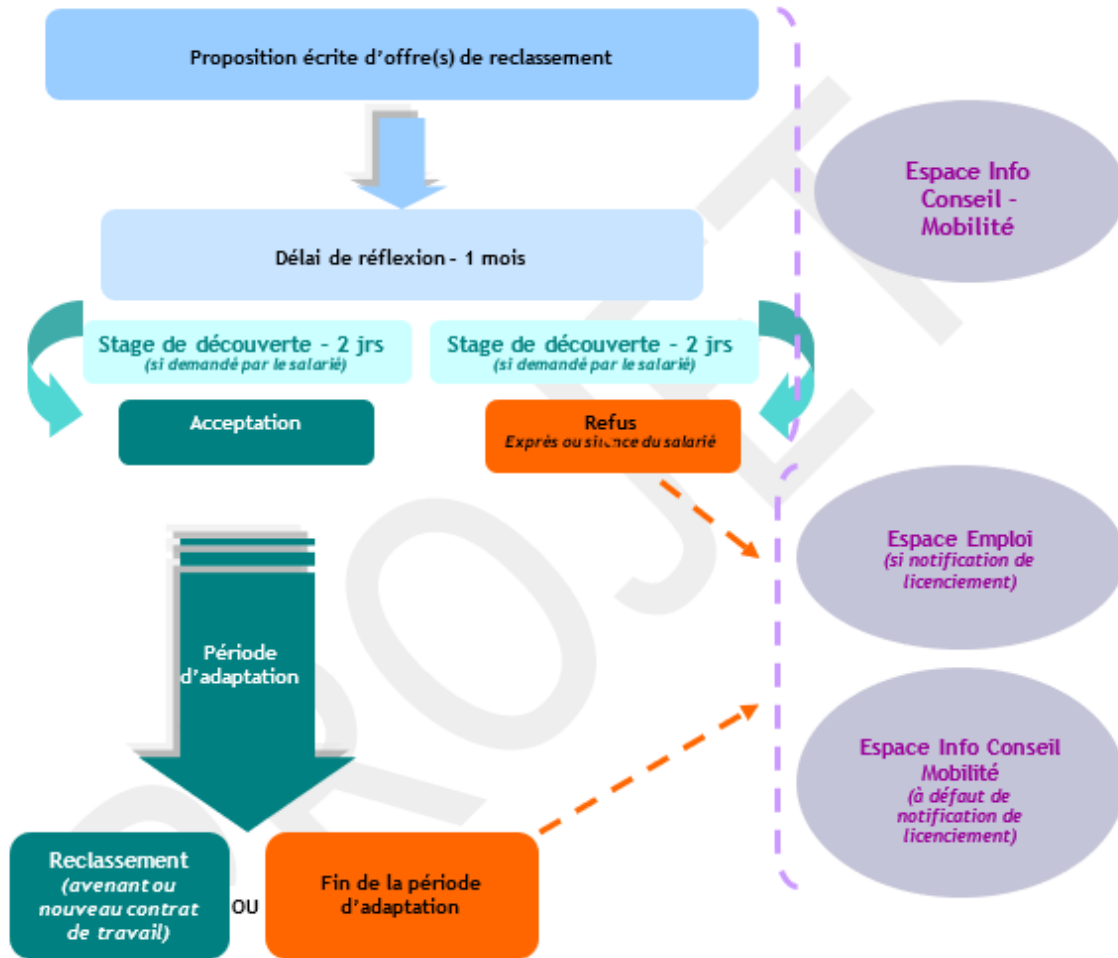 Proposition écrite d'offre(s) de reclassement
Espace Info
Conseil -
Mobilité
Délai de réflexion - 1 mois
Stage de découverte - 2 jrs
(si demandé par le salarié)
Stage de découverte - 2 jrs
(si demandé par le salarié)
Acceptation
Refus
Exprès ou silence du salarié
Espace Emploi
(si notification de
licenciement)
Période
d'adaptation
Espace Info Conseil
Mobilité
(à défaut de
notification de
licenciement)
Reclassement
(avenant ou
nouveau contrat
de travail)
OU
Fin de la période
d'adaptation
PROJET